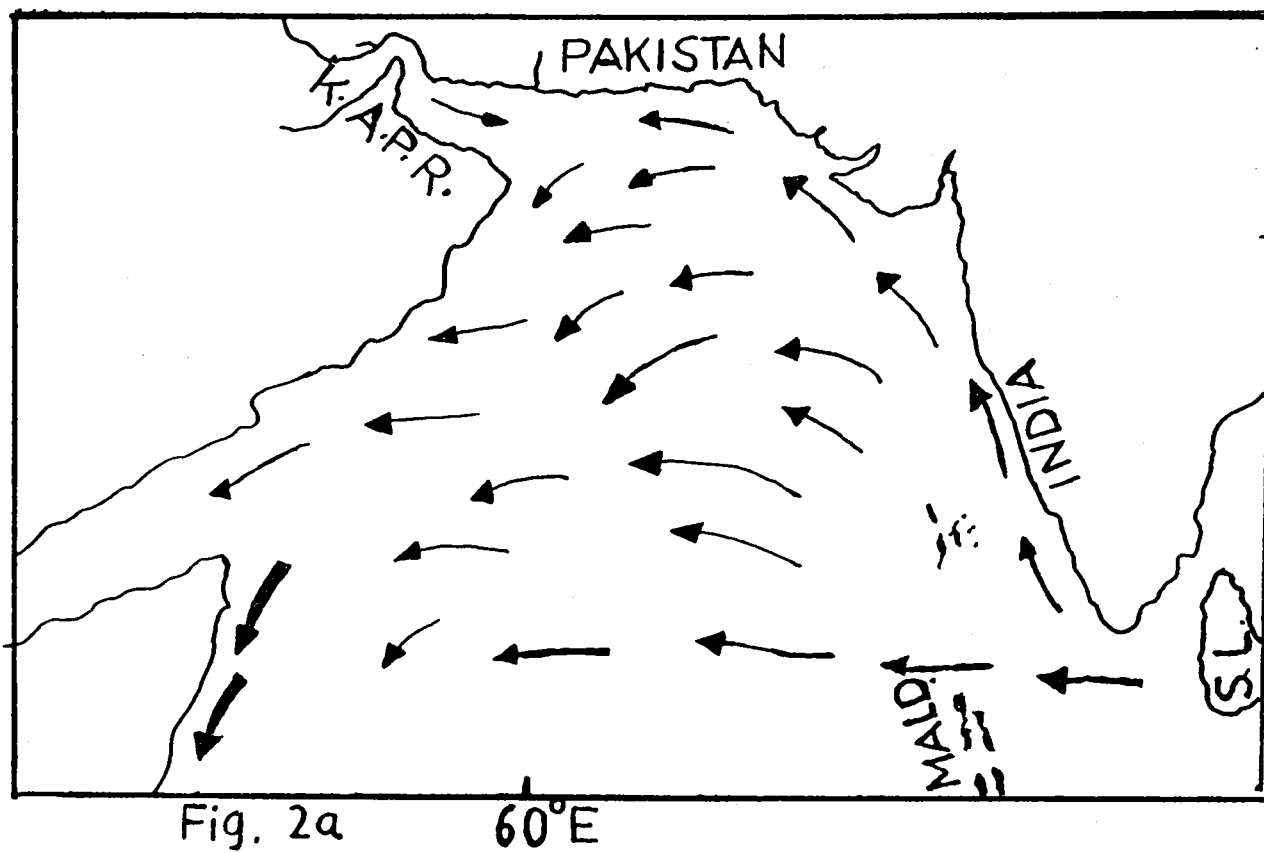 PAKISTAN
K.
A.P.R.
INDIA
S.L.
MALD.
Fig. 2a
60°E